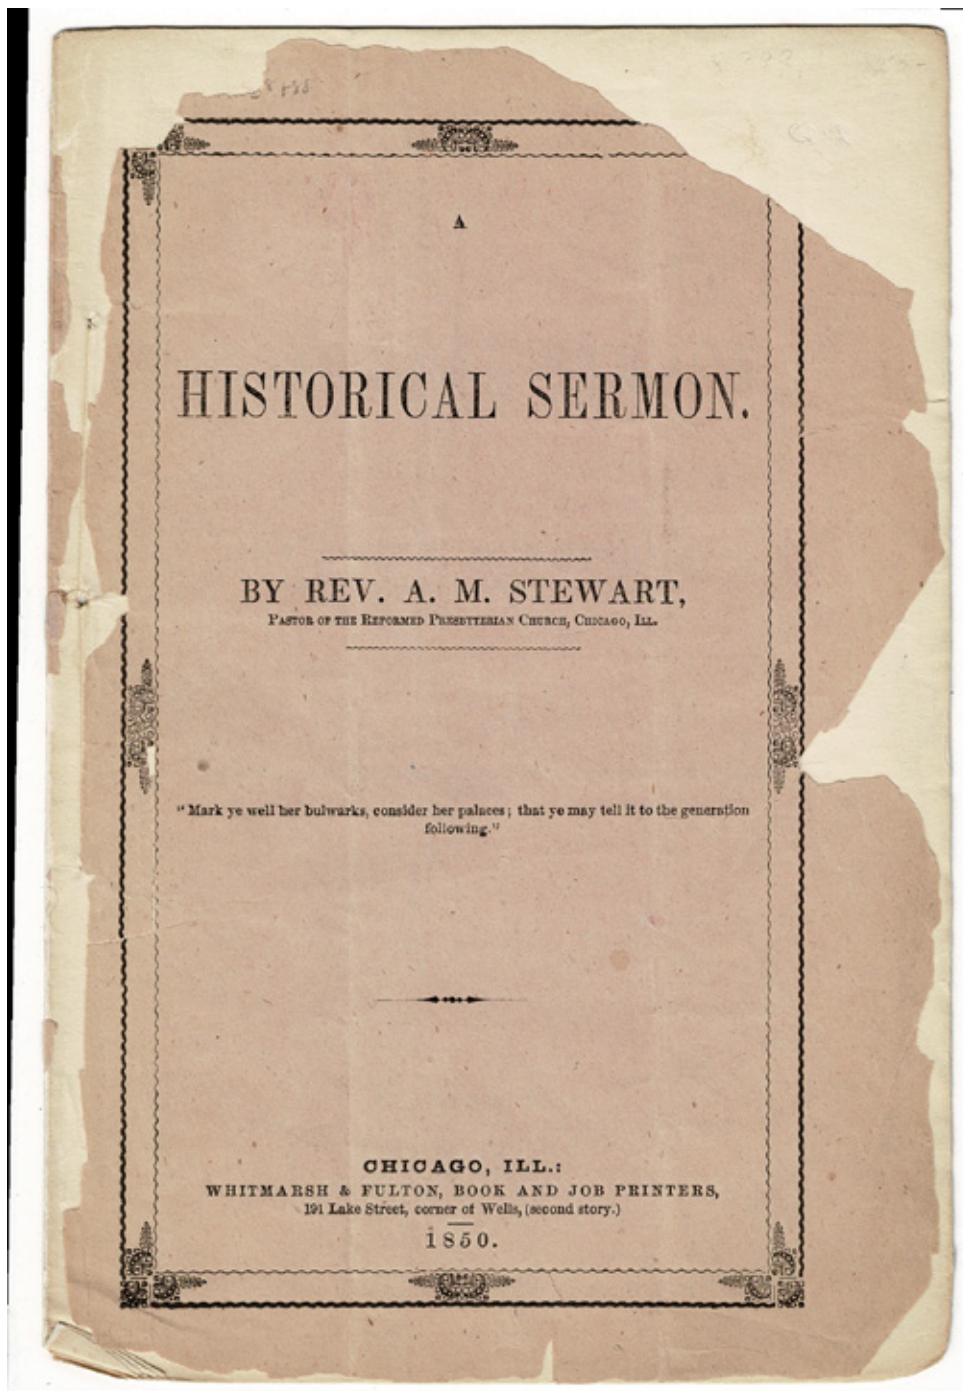 A
HISTORICAL SERMON.
BY REV. A. M. STEWART,
PASTOR OF THE REFORMED PRESBYTERIAN CHURCH, CHICAGO, ILL.
"Mark ye well her bulwarks, consider her palaces; that ye may tell it to the generation
following."
CHICAGO, ILL.:
WHITMARSH & FULTON, BOOK AND JOB PRINTERS,
191 Lake Street, corner of Wells, (second story.)
1850.